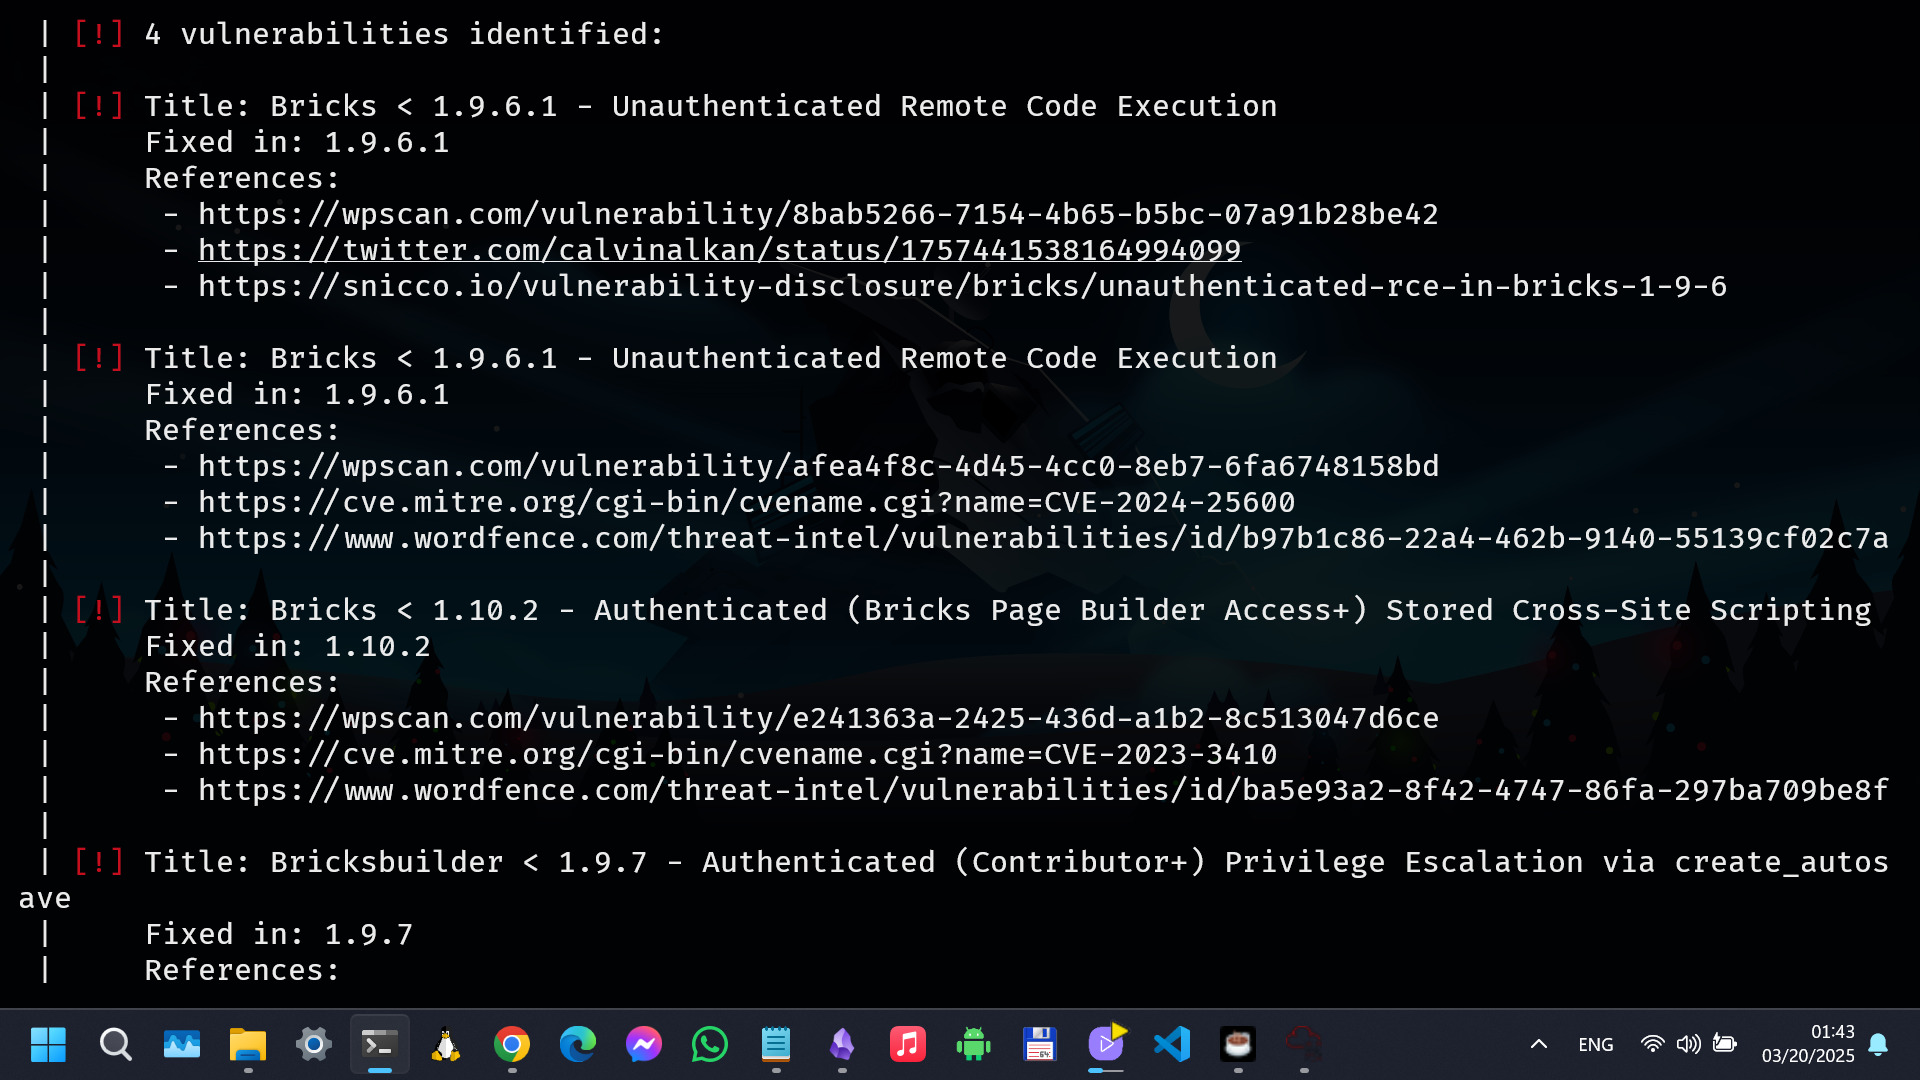 | [!] 4 vulnerabilities identified:
|
| [!] Title: Bricks < 1.9.6.1 - Unauthenticated Remote Code Execution
|     Fixed in: 1.9.6.1
|     References:
|      - https://wpscan.com/vulnerability/8bab5266-7154-4b65-b5bc-07a91b28be42
|      - https://twitter.com/calvinalkan/status/1757441538164994099
|      - https://snicco.io/vulnerability-disclosure/bricks/unauthenticated-rce-in-bricks-1-9-6
|
| [!] Title: Bricks < 1.9.6.1 - Unauthenticated Remote Code Execution
|     Fixed in: 1.9.6.1
|     References:
|      - https://wpscan.com/vulnerability/afea4f8c-4d45-4cc0-8eb7-6fa6748158bd
|      - https://cve.mitre.org/cgi-bin/cvename.cgi?name=CVE-2024-25600
|      - https://www.wordfence.com/threat-intel/vulnerabilities/id/b97b1c86-22a4-462b-9140-55139cf02c7a
|
| [!] Title: Bricks < 1.10.2 - Authenticated (Bricks Page Builder Access+) Stored Cross-Site Scripting
|     Fixed in: 1.10.2
|     References:
|      - https://wpscan.com/vulnerability/e241363a-2425-436d-a1b2-8c513047d6ce
|      - https://cve.mitre.org/cgi-bin/cvename.cgi?name=CVE-2023-3410
|      - https://www.wordfence.com/threat-intel/vulnerabilities/id/ba5e93a2-8f42-4747-86fa-297ba709be8f
|
| [!] Title: Bricksbuilder < 1.9.7 - Authenticated (Contributor+) Privilege Escalation via create_autos
ave
|     Fixed in: 1.9.7
|     References:
64
ENG
01:43
03/20/2025